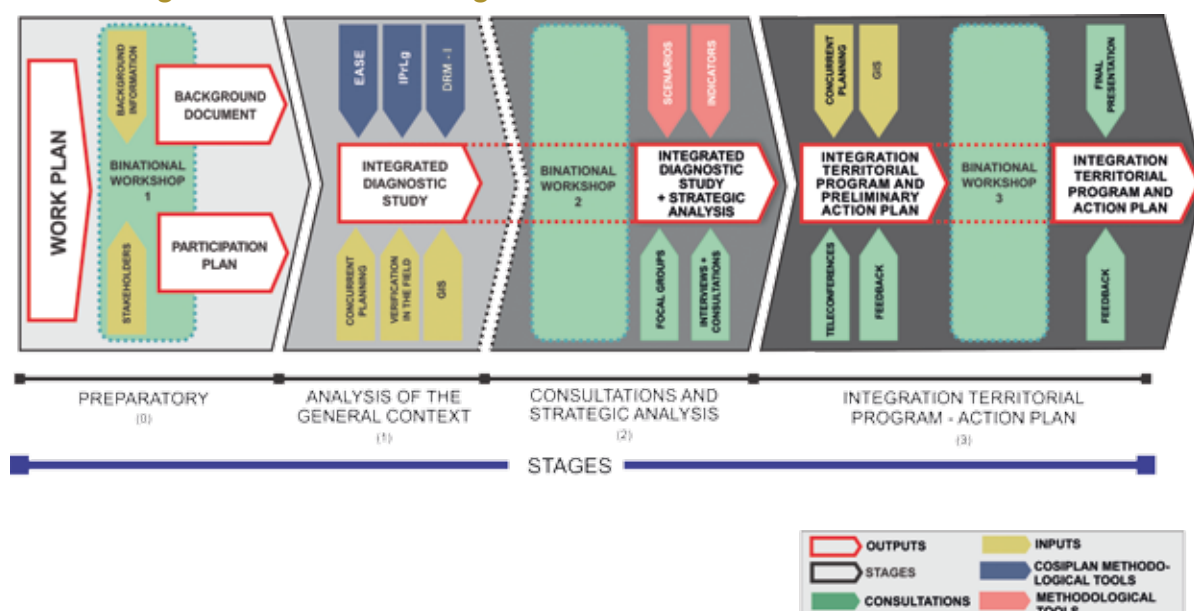 WORK PLAN
BACKGROUND
INFORMATION
STAKEHOLDERS
BINATIONAL
WORKSHOP
1
BACKGROUND
DOCUMENT
PARTICIPATION
PLAN
EASE
IPrLg
DRM - I
INTEGRATED
DIAGNOSTIC
STUDY
CONCURRENT
PLANNING
VERIFICATION
IN THE FIELD
GIS
BINATIONAL
WORKSHOP
2
SCENARIOS
INDICATORS
INTEGRATED
DIAGNOSTIC
STUDY
+ STRATEGIC
ANALYSIS
FOCAL GROUPS
INTERVIEWS +
CONSULTATIONS
CONCURRENT
PLANNING
GIS
INTEGRATION
TERRITORIAL
PROGRAM AND
PRELIMINARY
ACTION PLAN
TELECONFERENCES
FEEDBACK
BINATIONAL
WORKSHOP
3
FINAL
PRESENTATION
INTEGRATION
TERRITORIAL
PROGRAM AND
ACTION PLAN
FEEDBACK
PREPARATORY
(0)
ANALYSIS OF THE
GENERAL CONTEXT
(1)
CONSULTATIONS AND
STRATEGIC ANALYSIS
(2)
INTEGRATION TERRITORIAL
PROGRAM - ACTION PLAN
(3)
STAGES
OUTPUTS
STAGES
CONSULTATIONS
INPUTS
COSIPLAN METHODO-
LOGICAL TOOLS
METHODOLOGICAL
TOOLS